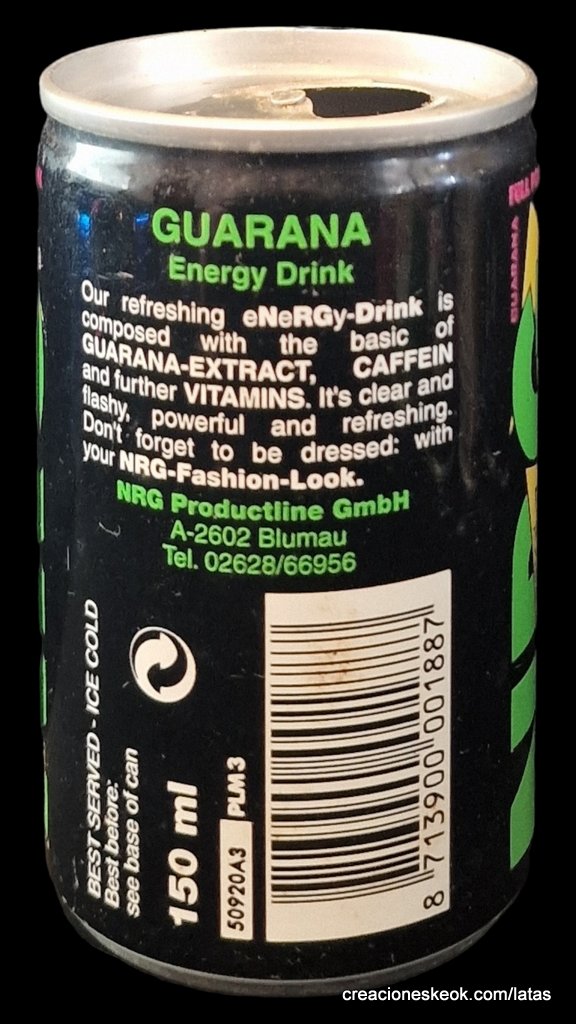 GUARANA
Energy Drink
Our refreshing eNeRGy-Drink is
composed with the basic of
GUARANA-EXTRACT, CAFFEIN
and further VITAMINS. It's clear and
flashy, powerful and refreshing.
Don't forget to be dressed: with
your NRG-Fashion-Look.
NRG Productline GmbH
A-2602 Blumau
Tel. 02628/66956
BEST SERVED - ICE COLD
Best before:
see base of can
150 ml
50920A3
PLM3
8 713900 001887
FULL
GUARANA
creacioneskeok.com/latas